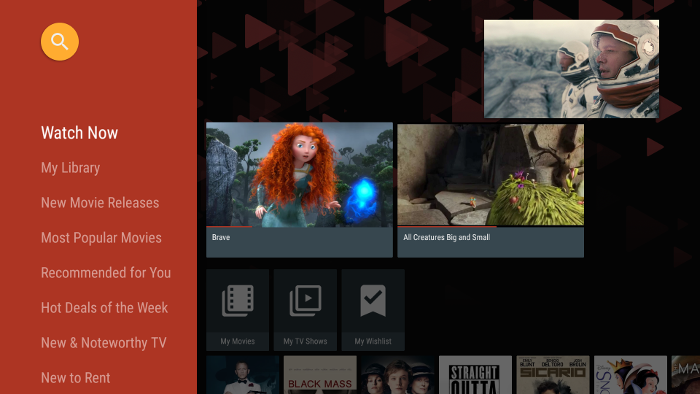 Watch Now
My Library
New Movie Releases
Most Popular Movies
Recommended for You
Hot Deals of the Week
New & Noteworthy TV
New to Rent
Brave
All Creatures Big and Small
My Movies
My TV Shows
My Wishlist
BLACK MASS
STRAIGHT
OUTTA
SICARIO
SNO
MA